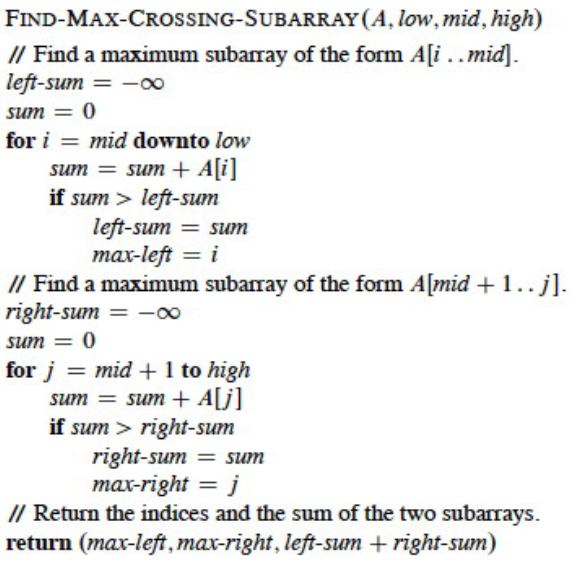 FIND-MAX-CROSSING-SUBARRAY(A, low, mid, high)
// Find a maximum subarray of the form A[i . . mid].
left-sum = −∞
sum = 0
for i = mid downto low
sum = sum + A[i]
if sum > left-sum
left-sum = sum
max-left = i
// Find a maximum subarray of the form A[mid + 1 . . j].
right-sum = −∞
sum = 0
for j = mid + 1 to high
sum = sum + A[j]
if sum > right-sum
right-sum = sum
max-right = j
// Return the indices and the sum of the two subarrays.
return (max-left, max-right, left-sum + right-sum)